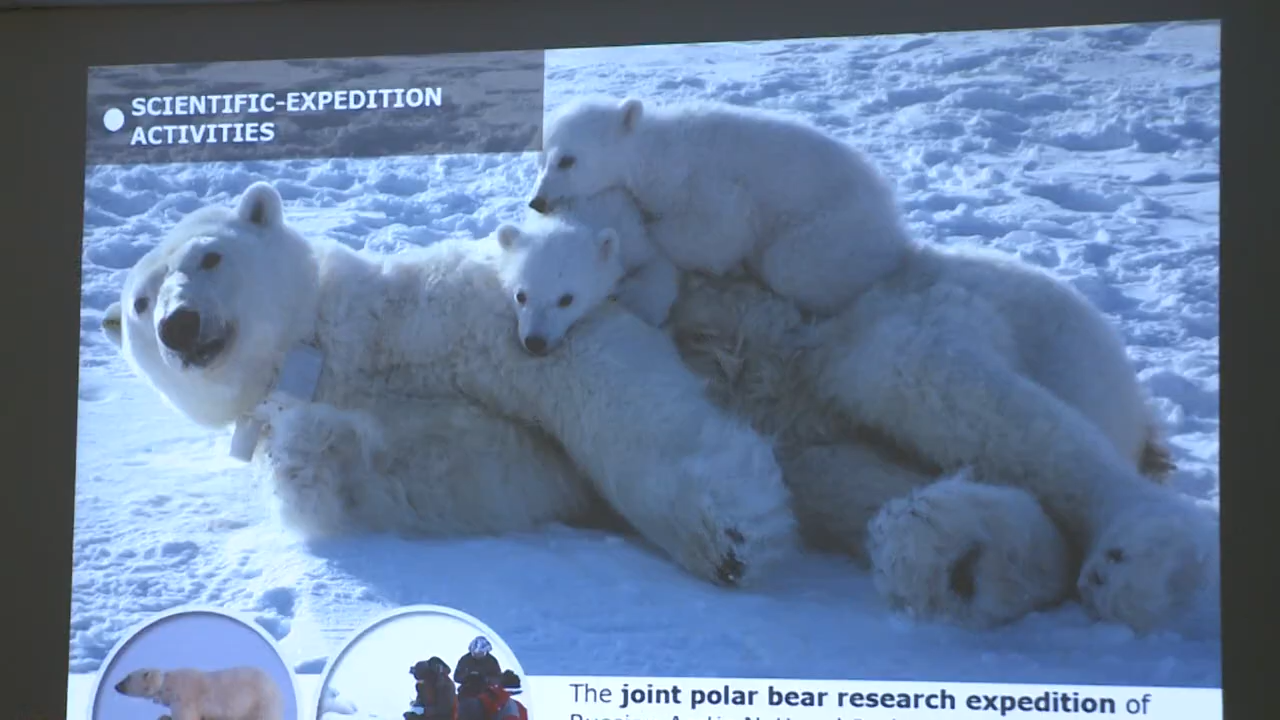 SCIENTIFIC-EXPEDITION
ACTIVITIES
The joint polar bear research expedition of